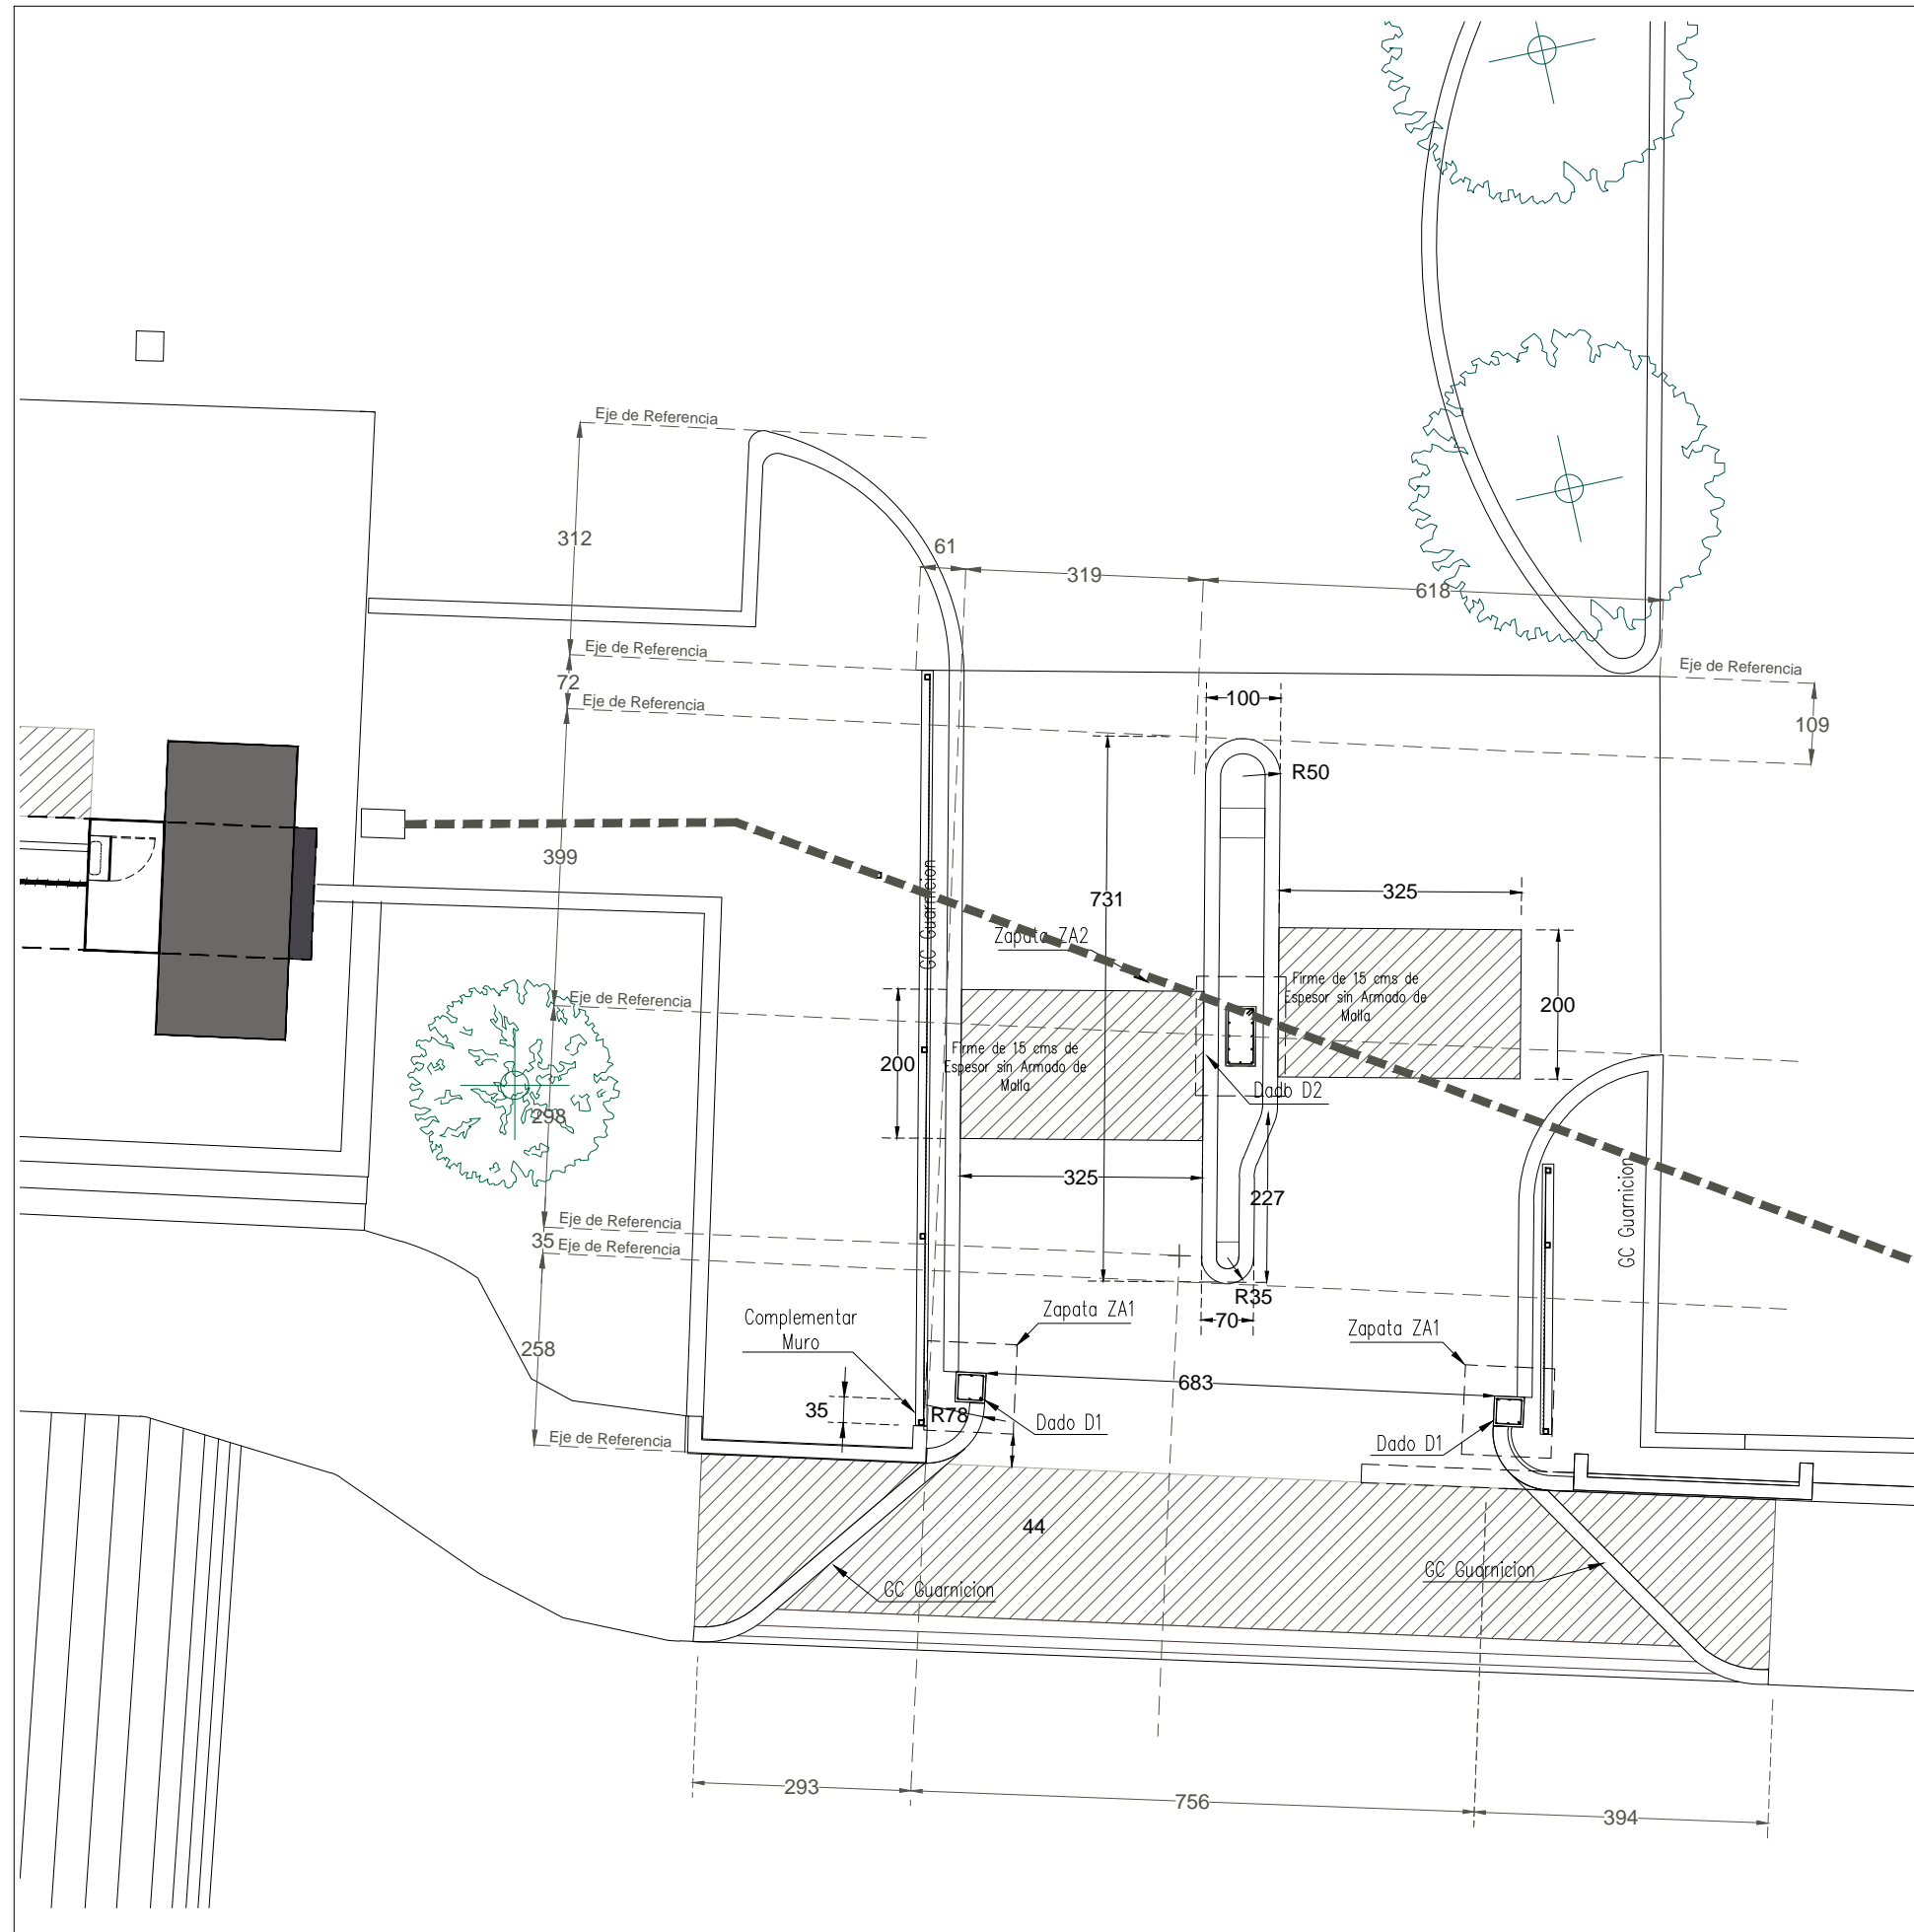 Eje de Referencia
312
61
319
618
Eje de Referencia
72
Eje de Referencia
Eje de Referencia
109
100
R50
399
GC Guarnicion
731
325
Zapata ZA2
Firme de 15 cms de
Espesor sin Armado de
Malla
200
Eje de Referencia
Firme de 15 cms de
Espesor sin Armado de
Malla
200
Dado D2
298
325
227
GC Guarnicion
Eje de Referencia
35
Eje de Referencia
R35
70
Zapata ZA1
Zapata ZA1
Complementar
Muro
258
683
35
R78
Dado D1
Dado D1
Eje de Referencia
44
GC Guarnicion
GC Guarnicion
293
756
394